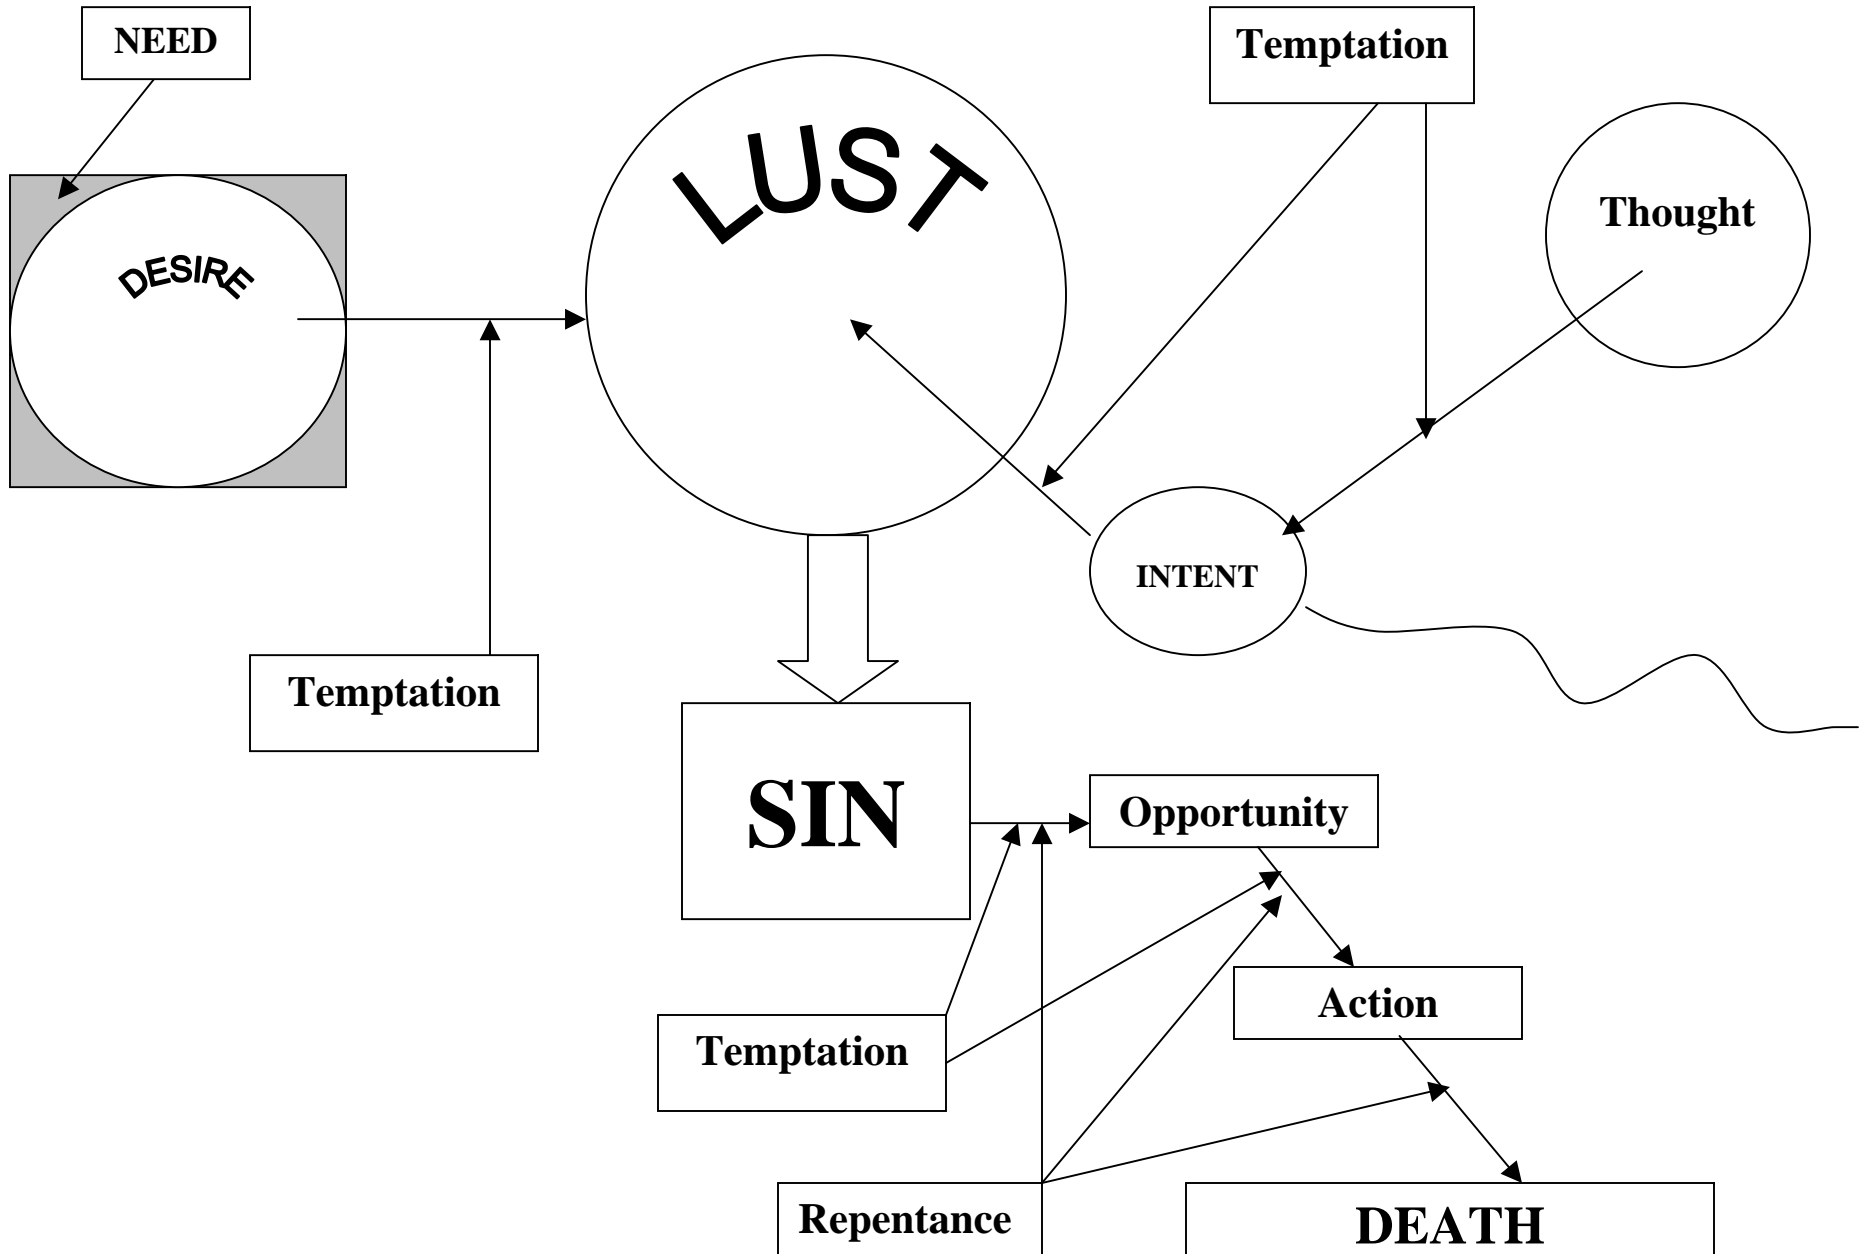 NEED
Temptation
LUST
Thought
DESIRE
INTENT
Temptation
SIN
Opportunity
Action
Temptation
Repentance
DEATH